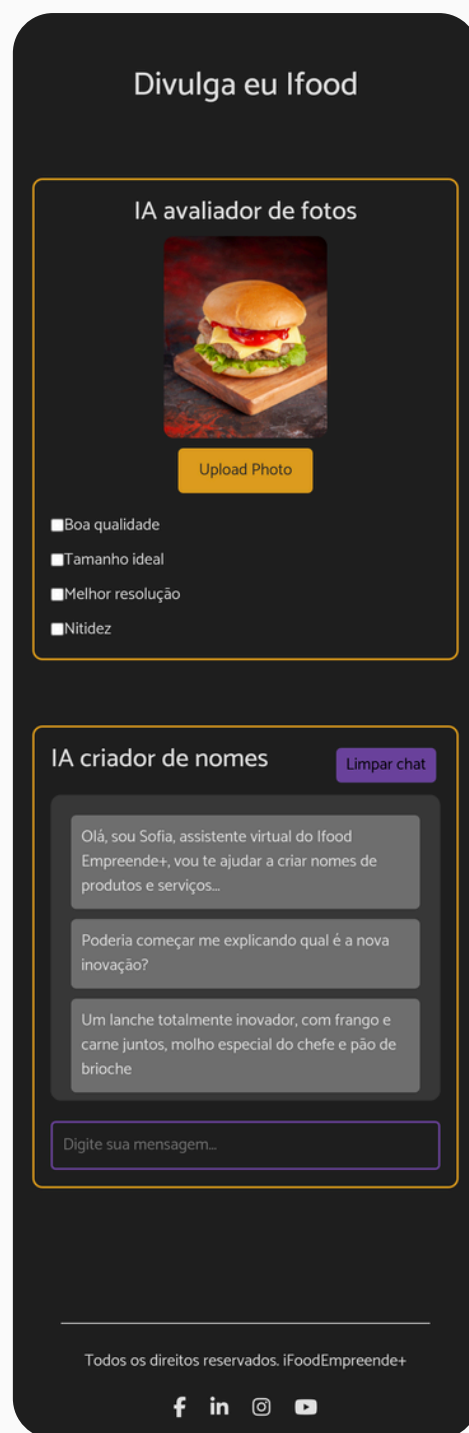 Divulga eu Ifood
IA avaliador de fotos
Upload Photo
Boa qualidade
Tamanho ideal
Melhor resolução
Nitidez
IA criador de nomes
Limpar chat
Olá, sou Sofia, assistente virtual do Ifood
Empreende+, vou te ajudar a criar nomes de
produtos e serviços...
Poderia começar me explicando qual é a nova
inovação?
Um lanche totalmente inovador, com frango e
carne juntos, molho especial do chefe e pão de
brioche
Digite sua mensagem...
Todos os direitos reservados. iFoodEmpreende+